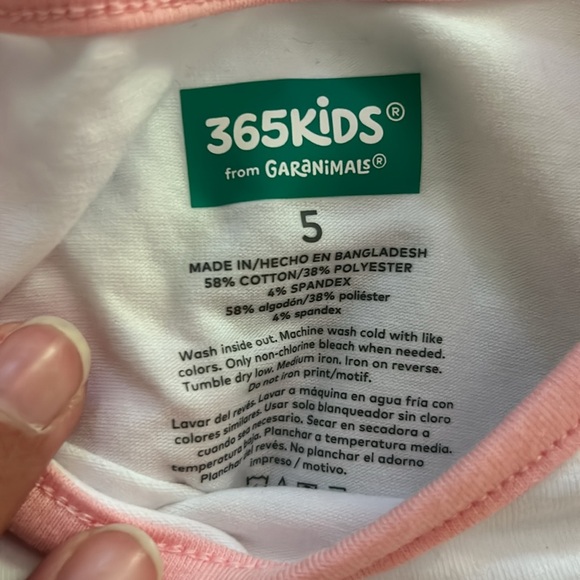 365KiDS®
from GARANiMALS®
5
MADE IN/HECHO EN BANGLADESH
58% COTTON/38% POLYESTER
4% SPANDEX
58% algodón/38% poliéster
4% spandex
Wash inside out. Machine wash cold with like
colors. Only non-chlorine bleach when needed.
Tumble dry low. Medium iron. Iron on reverse.
Do not iron print/motif.
Lavar del revés. Lavar a máquina en agua fría con
colores similares. Usar solo blanqueador sin cloro
cuando sea necesario. Secar en secadora a
temperatura baja. Planchar a temperatura media.
Planchar del revés. No planchar el adorno
impreso / motivo.